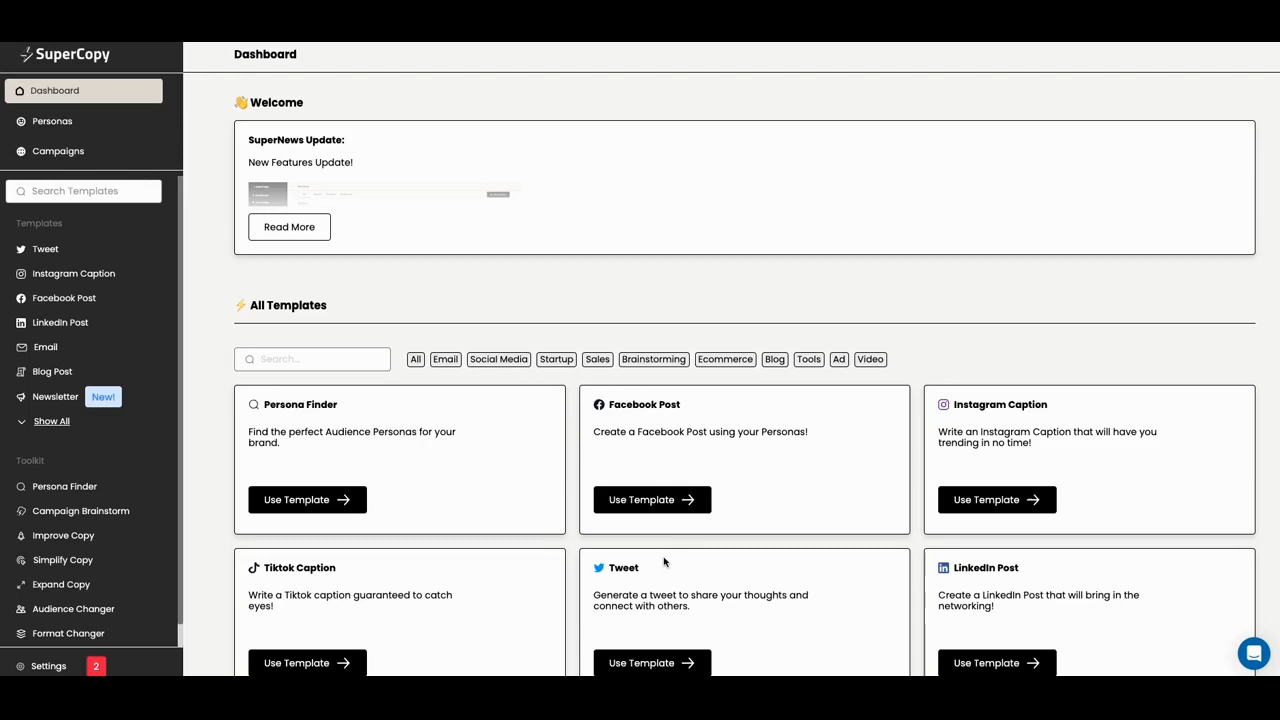 SuperCopy
Dashboard
Personas
Campaigns
Search Templates
Templates
Tweet
Instagram Caption
Facebook Post
LinkedIn Post
Email
Blog Post
Newsletter New!
Show All
Toolkit
Persona Finder
Campaign Brainstorm
Improve Copy
Simplify Copy
Expand Copy
Audience Changer
Format Changer
Settings 2
Dashboard
👋 Welcome
SuperNews Update:
New Features Update!
Read More
⚡ All Templates
Search...
All Email Social Media Startup Sales Brainstorming Ecommerce Blog Tools Ad Video
Persona Finder
Find the perfect Audience Personas for your
brand.
Use Template
Facebook Post
Create a Facebook Post using your Personas!
Use Template
Instagram Caption
Write an Instagram Caption that will have you
trending in no time!
Use Template
Tiktok Caption
Write a Tiktok caption guaranteed to catch
eyes!
Use Template
Tweet
Generate a tweet to share your thoughts and
connect with others.
Use Template
LinkedIn Post
Create a LinkedIn Post that will bring in the
networking!
Use Template